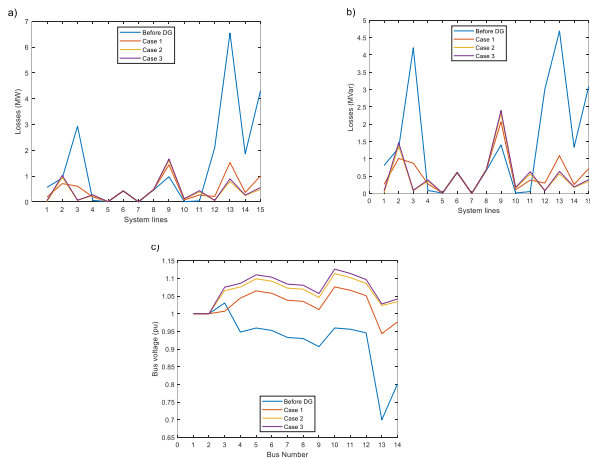 a)
7
6
5
4
3
2
1
0
Losses (MW)
1 2 3 4 5 6 7 8 9 10 11 12 13 14 15
System lines
Before DG
Case 1
Case 2
Case 3
b)
5
4.5
4
3.5
3
2.5
2
1.5
1
0.5
0
Losses (MVar)
0 1 2 3 4 5 6 7 8 9 10 11 12 13 14 15
System lines
Before DG
Case 1
Case 2
Case 3
c)
1.15
1.1
1.05
1
0.95
0.9
0.85
0.8
0.75
0.7
0.65
Bus voltage (pu)
0 1 2 3 4 5 6 7 8 9 10 11 12 13 14
Bus Number
Before DG
Case 1
Case 2
Case 3